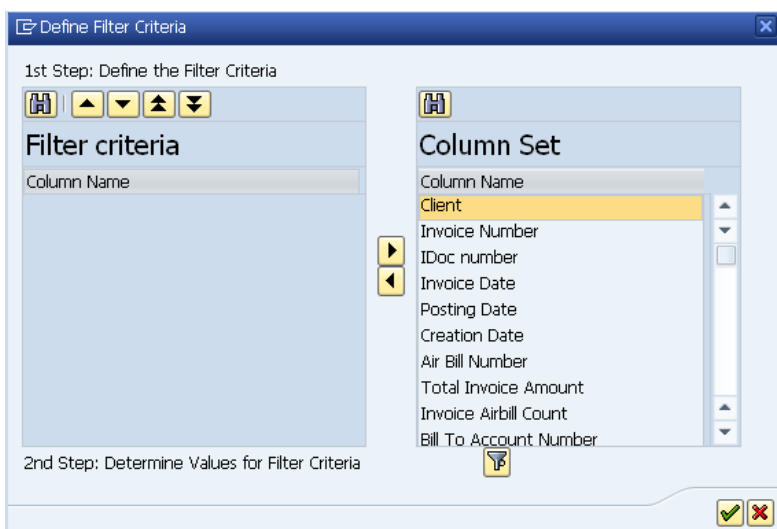 Define Filter Criteria
1st Step: Define the Filter Criteria
Filter criteria
Column Name
Column Set
Column Name
Client
Invoice Number
IDoc number
Invoice Date
Posting Date
Creation Date
Air Bill Number
Total Invoice Amount
Invoice Airbill Count
Bill To Account Number
2nd Step: Determine Values for Filter Criteria